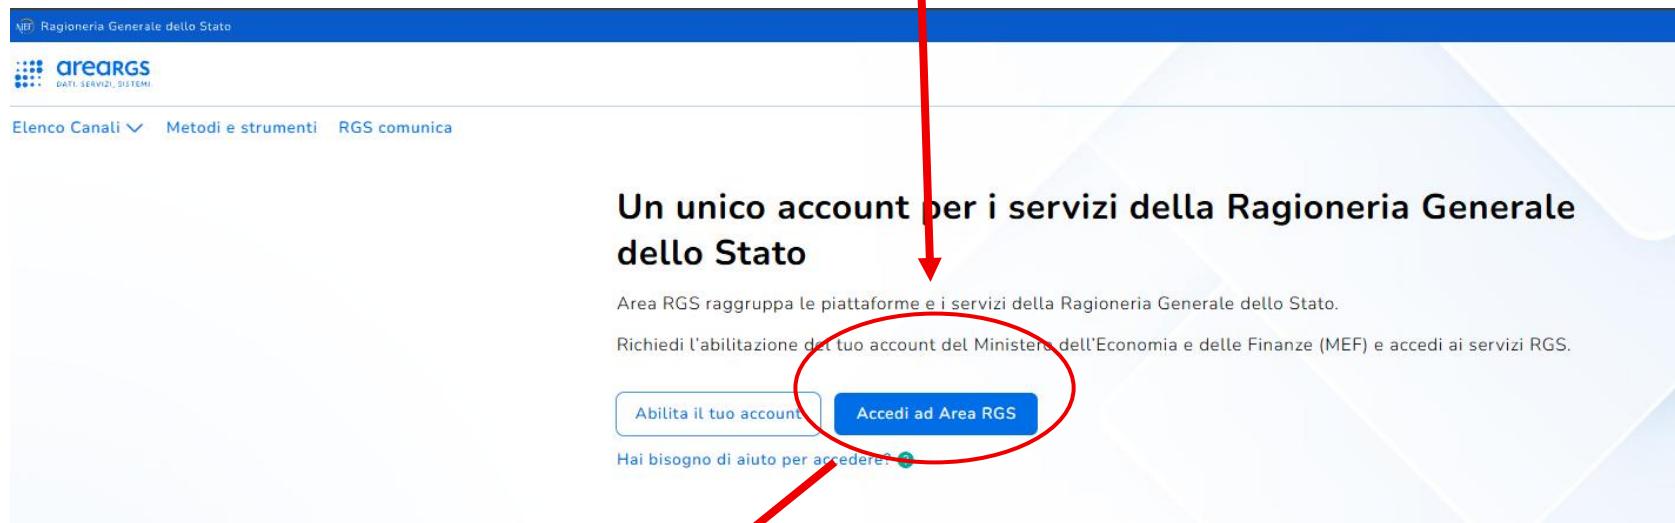 MEF Ragioneria Generale dello Stato
areaRGS
DATI, SERVIZI, SISTEMI
Elenco Canali Metodi e strumenti RGS comunica
Un unico account per i servizi della Ragioneria Generale
dello Stato
Area RGS raggruppa le piattaforme e i servizi della Ragioneria Generale dello Stato.
Richiedi l'abilitazione del tuo account del Ministero dell'Economia e delle Finanze (MEF) e accedi ai servizi RGS.
Abilita il tuo account Accedi ad Area RGS
Hai bisogno di aiuto per accedere? ?